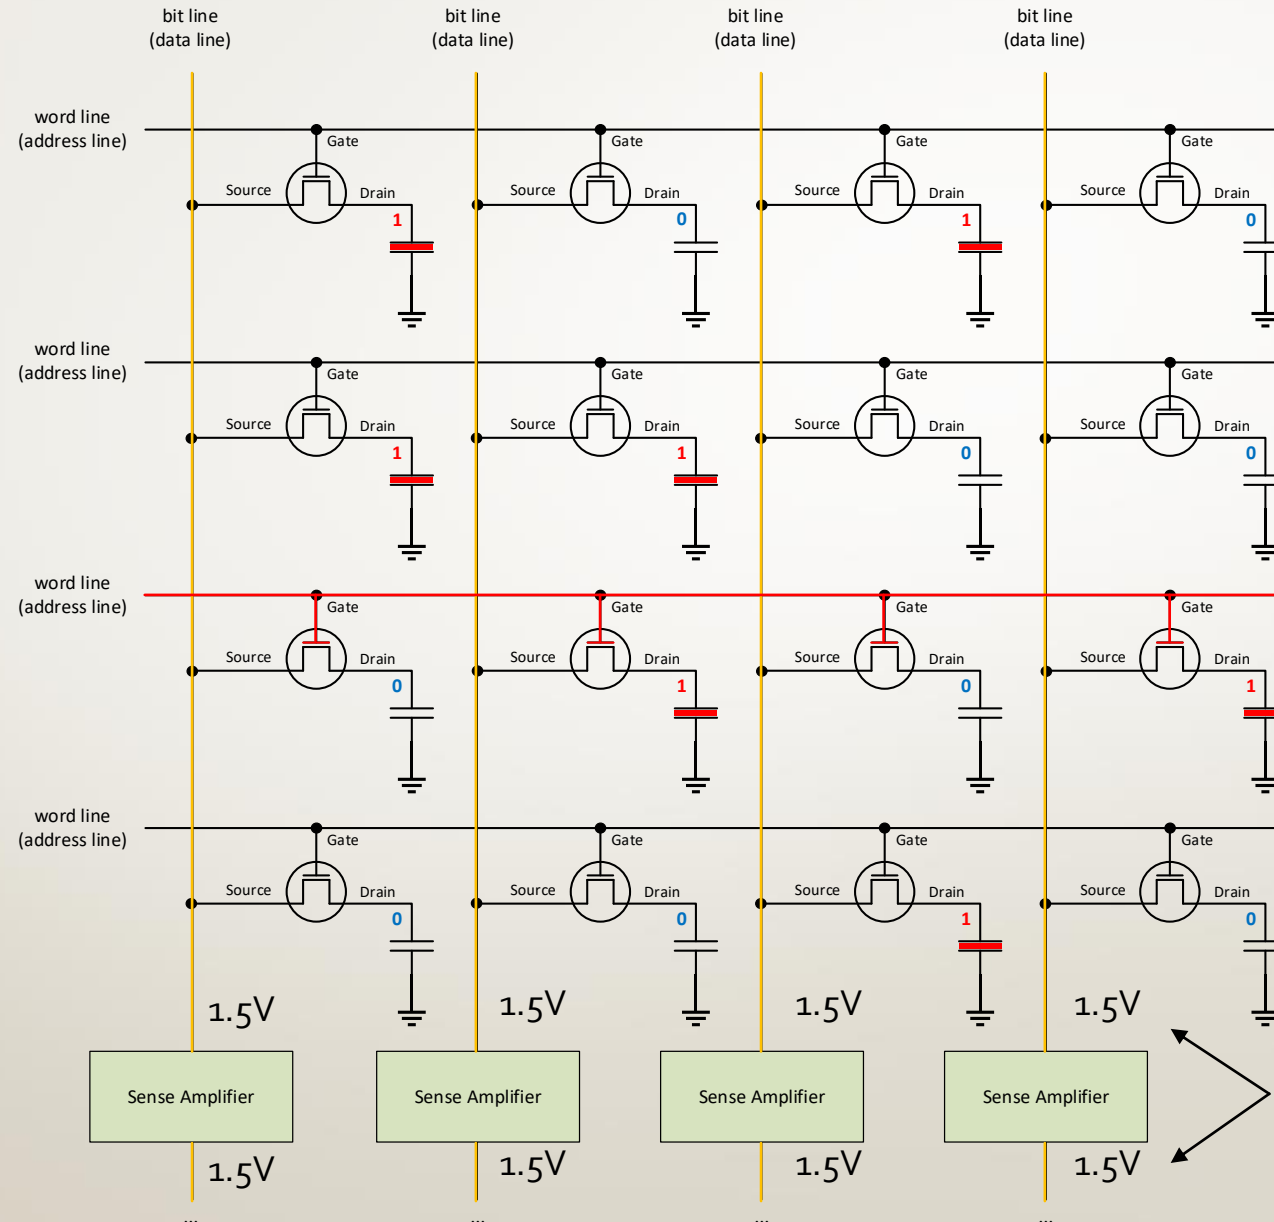 bit line
(data line)
bit line
(data line)
bit line
(data line)
bit line
(data line)
word line
(address line)
Gate
Gate
Gate
Gate
Source
Drain
Source
Drain
Source
Drain
Source
Drain
1
0
1
0
word line
(address line)
Gate
Gate
Gate
Gate
Source
Drain
Source
Drain
Source
Drain
Source
Drain
1
1
0
0
word line
(address line)
Gate
Gate
Gate
Gate
Source
Drain
Source
Drain
Source
Drain
Source
Drain
0
1
0
1
word line
(address line)
Gate
Gate
Gate
Gate
Source
Drain
Source
Drain
Source
Drain
Source
Drain
0
0
1
0
1.5V
1.5V
1.5V
1.5V
Sense Amplifier
Sense Amplifier
Sense Amplifier
Sense Amplifier
1.5V
1.5V
1.5V
1.5V
...
...
...
...